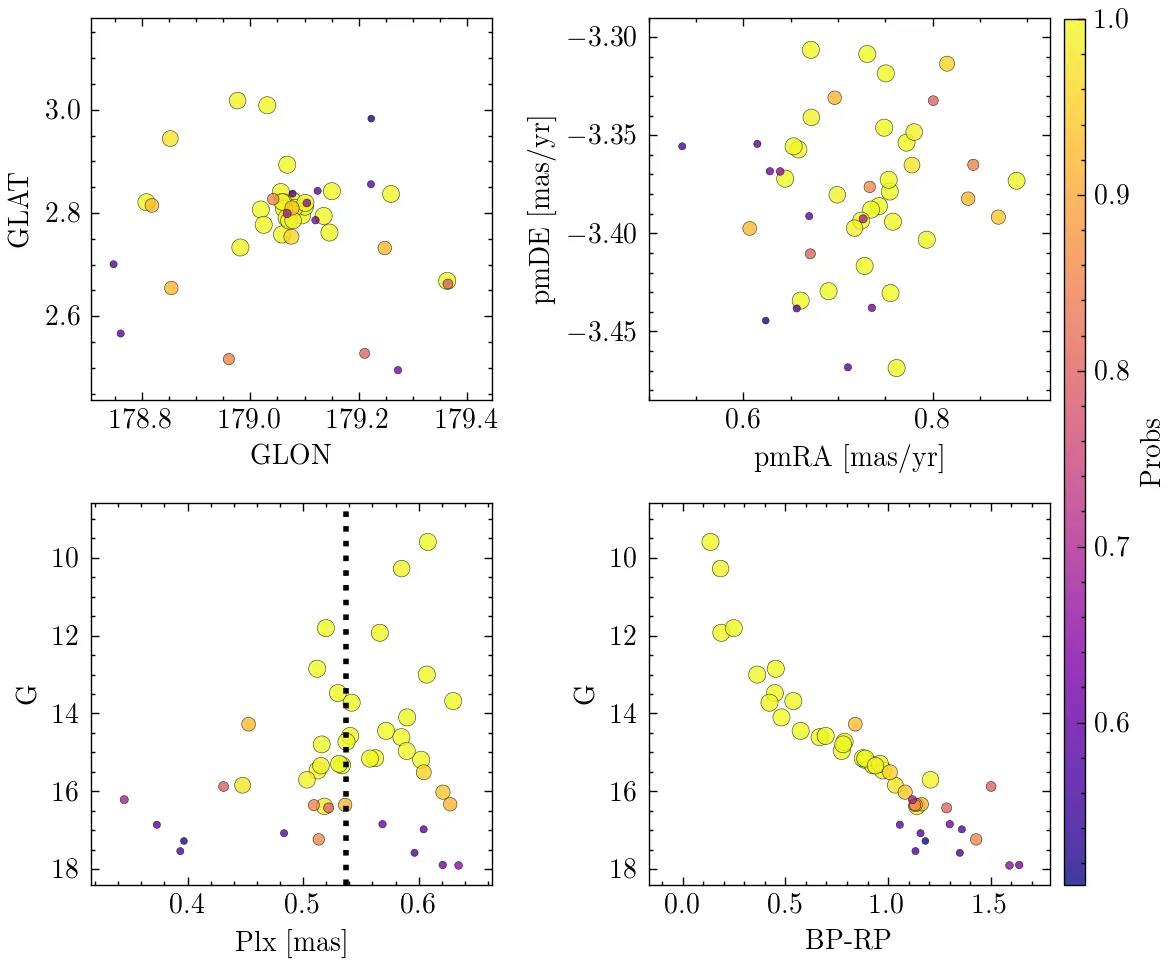 3.0
2.8
2.6
GLAT
178.8 179.0 179.2 179.4
GLON
−3.30
−3.35
−3.40
−3.45
pmDE [mas/yr]
0.6 0.8
pmRA [mas/yr]
1.0
0.9
0.8
0.7
0.6
Probs
10
12
14
16
18
G
0.4 0.5 0.6
Plx [mas]
10
12
14
16
18
G
0.0 0.5 1.0 1.5
BP-RP